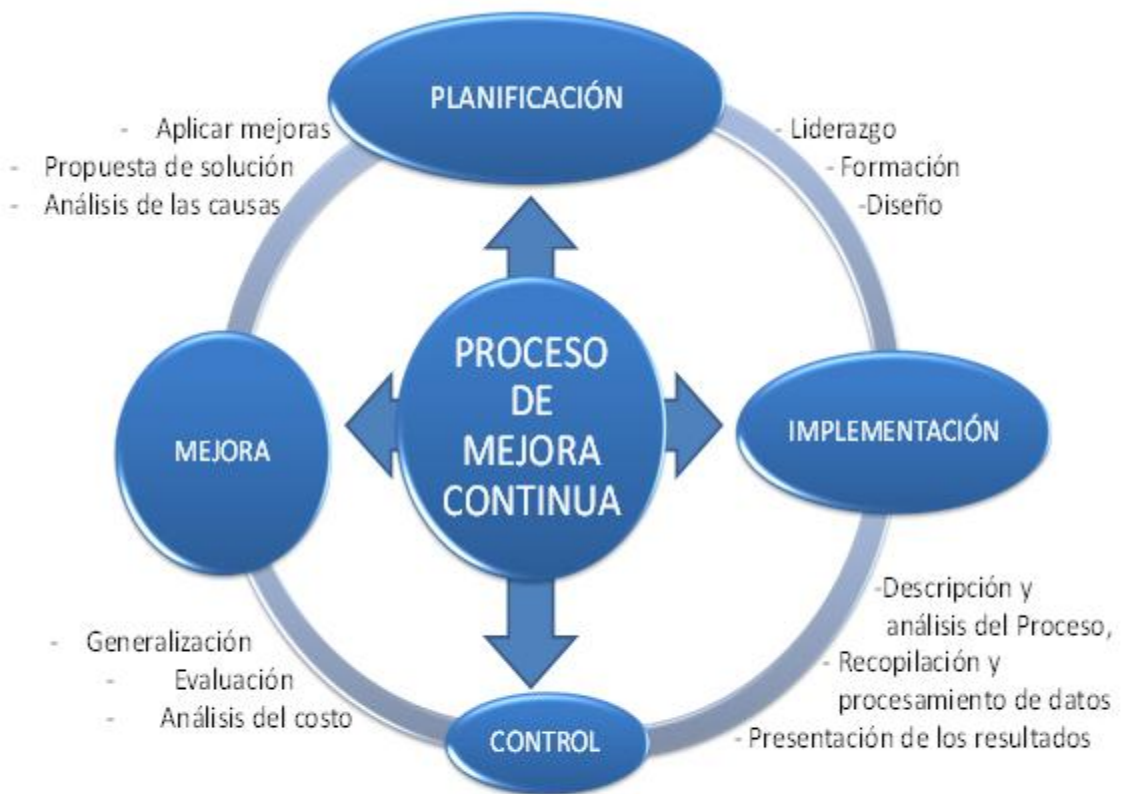 PLANIFICACIÓN
- Aplicar mejoras
- Propuesta de solución
- Análisis de las causas
- Liderazgo
- Formación
-Diseño
PROCESO
DE
MEJORA
CONTINUA
MEJORA
IMPLEMENTACIÓN
-Descripción y
análisis del Proceso,
- Recopilación y
procesamiento de datos
- Presentación de los resultados
- Generalización
- Evaluación
- Análisis del costo
CONTROL